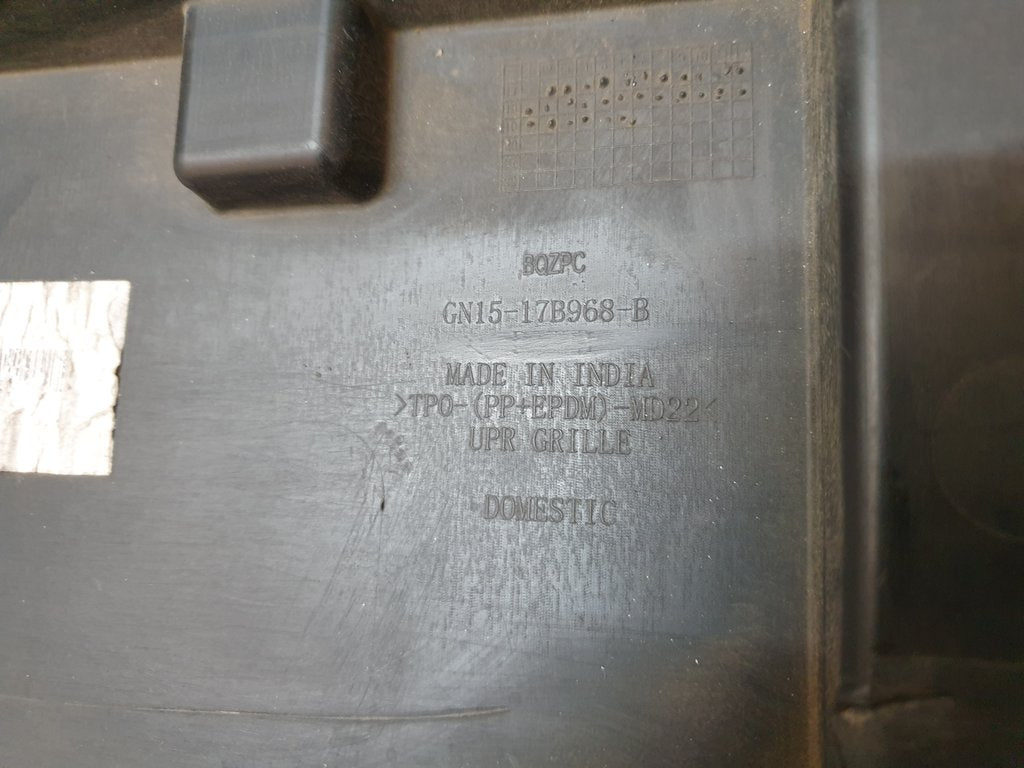 BQZPC
GN15-17B968-B
MADE IN INDIA
>TPO-(PP+EPDM)-MD22<
UPR GRILLE
DOMESTIC